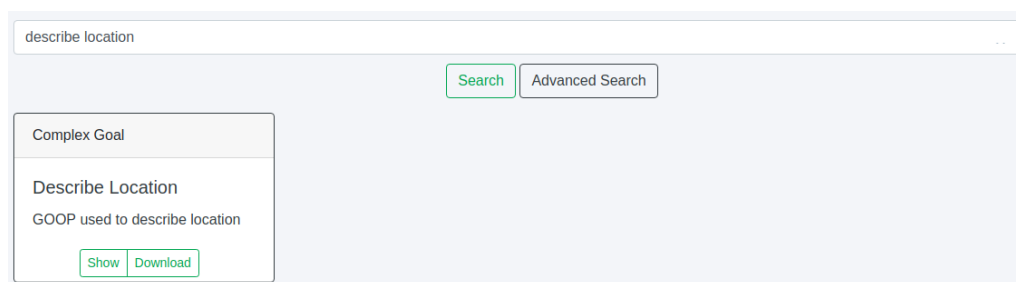 describe location
Search
Advanced Search
Complex Goal
Describe Location
GOOP used to describe location
Show
Download